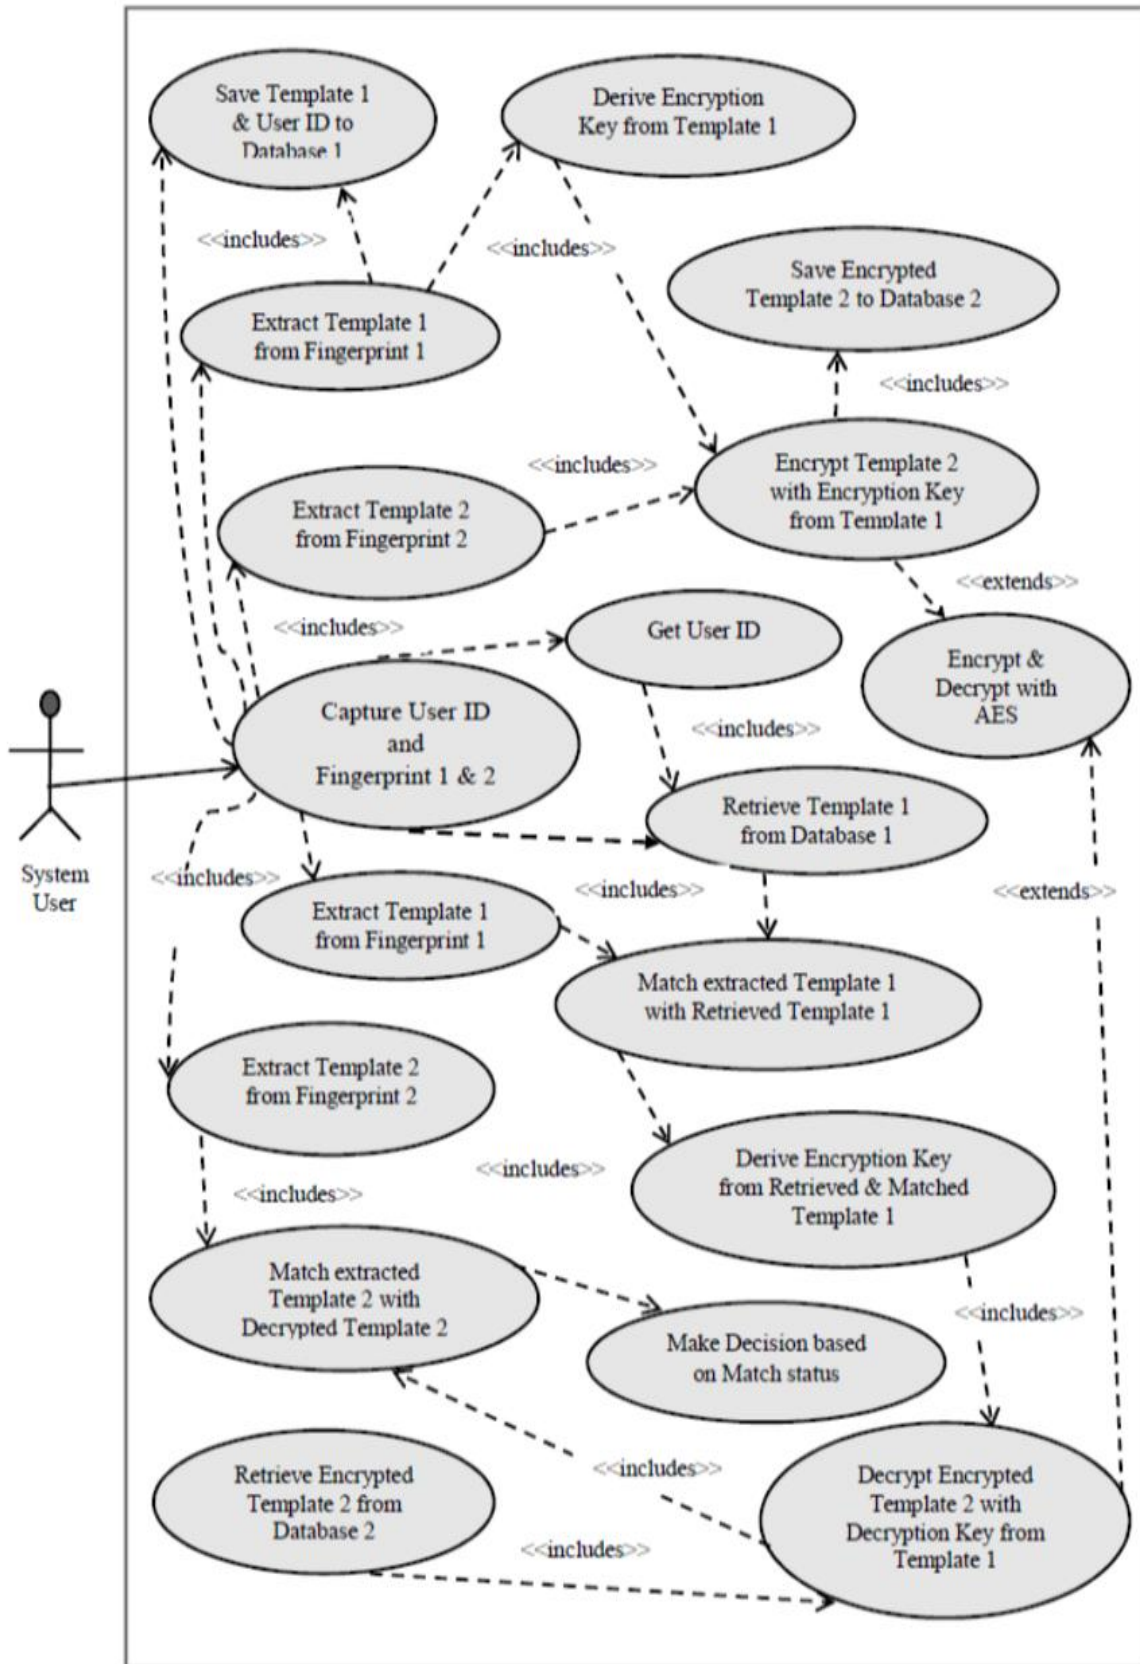 Save Template 1
& User ID to
Database 1
Derive Encryption
Key from Template 1
<<includes>>
<<includes>>
Save Encrypted
Template 2 to Database 2
Extract Template 1
from Fingerprint 1
<<includes>>
<<includes>>
Encrypt Template 2
with Encryption Key
from Template 1
Extract Template 2
from Fingerprint 2
<<extends>>
<<includes>>
Get User ID
Encrypt &
Decrypt with
AES
Capture User ID
and
Fingerprint 1 & 2
<<includes>>
Retrieve Template 1
from Database 1
System
User
<<includes>>
<<includes>>
<<extends>>
Extract Template 1
from Fingerprint 1
Match extracted Template 1
with Retrieved Template 1
Extract Template 2
from Fingerprint 2
<<includes>>
Derive Encryption Key
from Retrieved & Matched
Template 1
<<includes>>
Match extracted
Template 2 with
Decrypted Template 2
<<includes>>
Make Decision based
on Match status
<<includes>>
Retrieve Encrypted
Template 2 from
Database 2
Decrypt Encrypted
Template 2 with
Decryption Key from
Template 1
<<includes>>